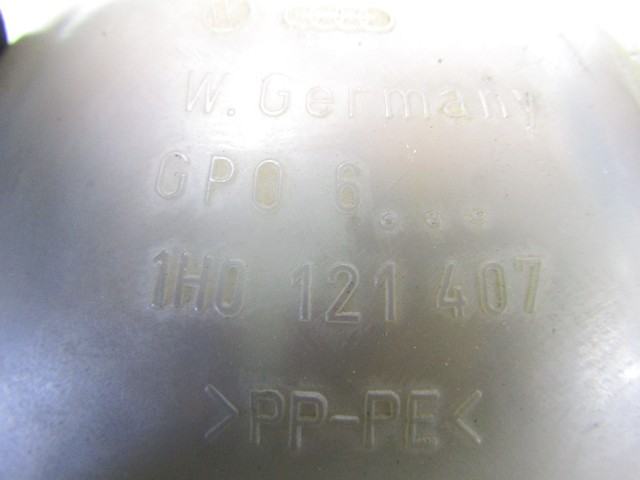 W. Germany
GPO 6...
1H0 121 407
>PP-PE<